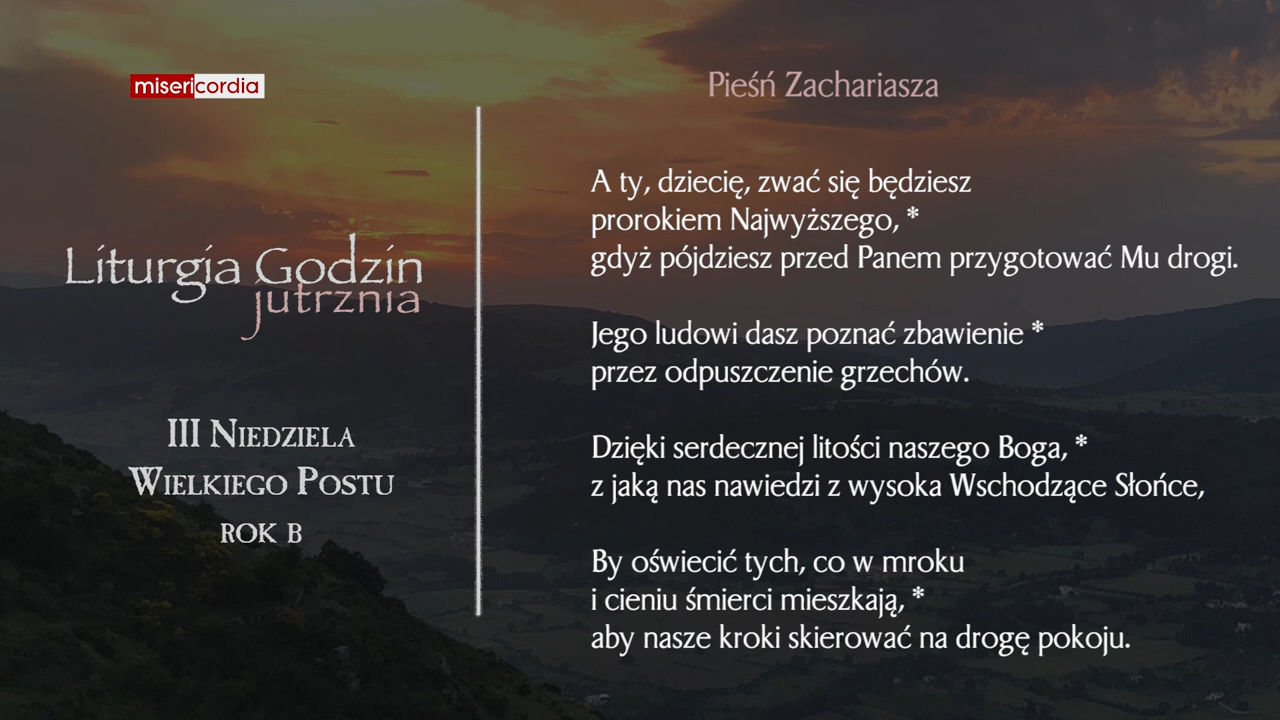 misericordia
Liturgia Godzin
jutrznia
III Niedziela
Wielkiego Postu
rok B
Pieśń Zachariasza
A ty, dziecię, zwać się będziesz
prorokiem Najwyższego, *
gdyż pójdziesz przed Panem przygotować Mu drogi.
Jego ludowi dasz poznać zbawienie *
przez odpuszczenie grzechów.
Dzięki serdecznej litości naszego Boga, *
z jaką nas nawiedzi z wysoka Wschodzące Słońce,
By oświecić tych, co w mroku
i cieniu śmierci mieszkają, *
aby nasze kroki skierować na drogę pokoju.